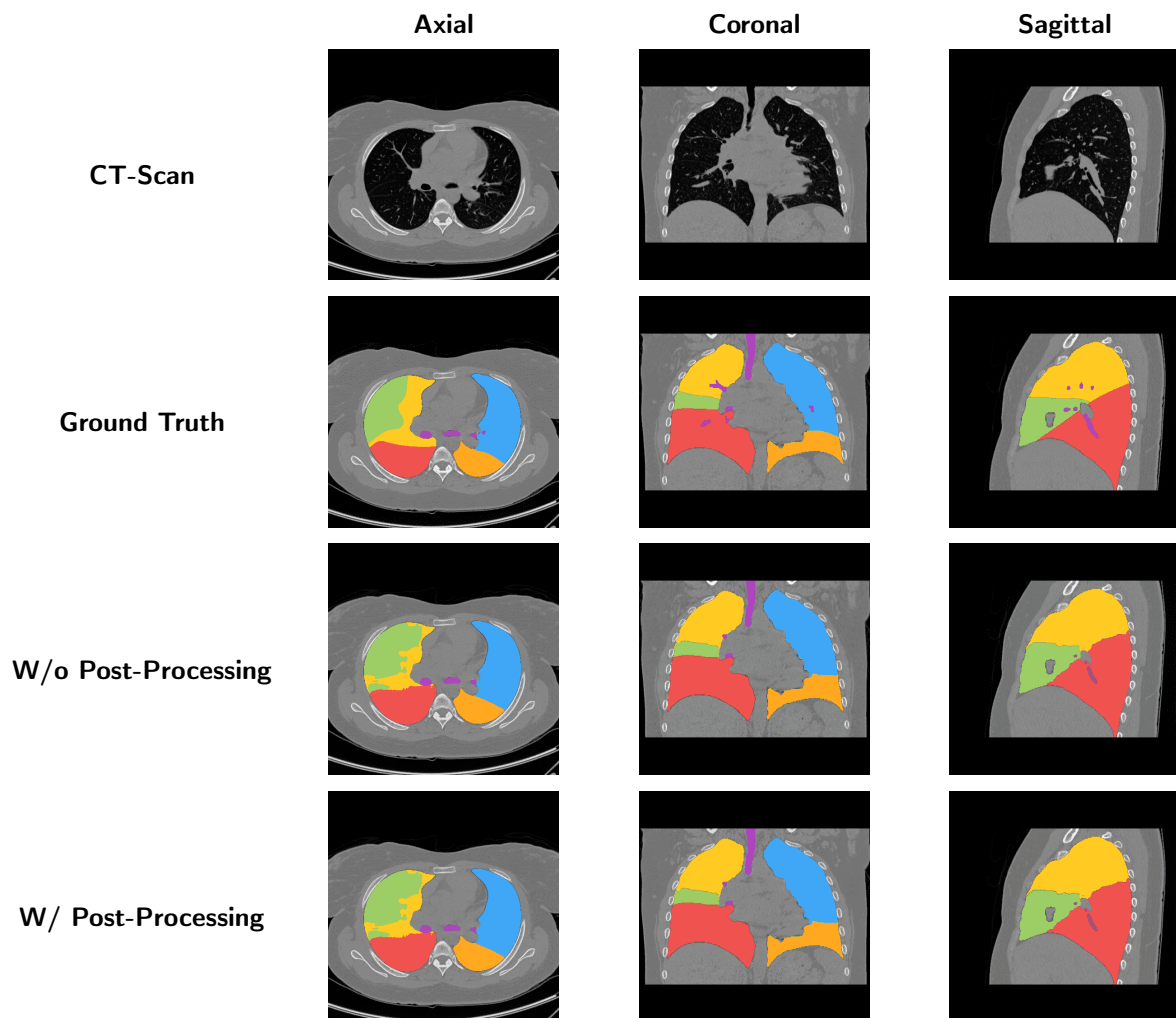 Axial Coronal Sagittal
CT-Scan
Ground Truth
W/o Post-Processing
W/ Post-Processing